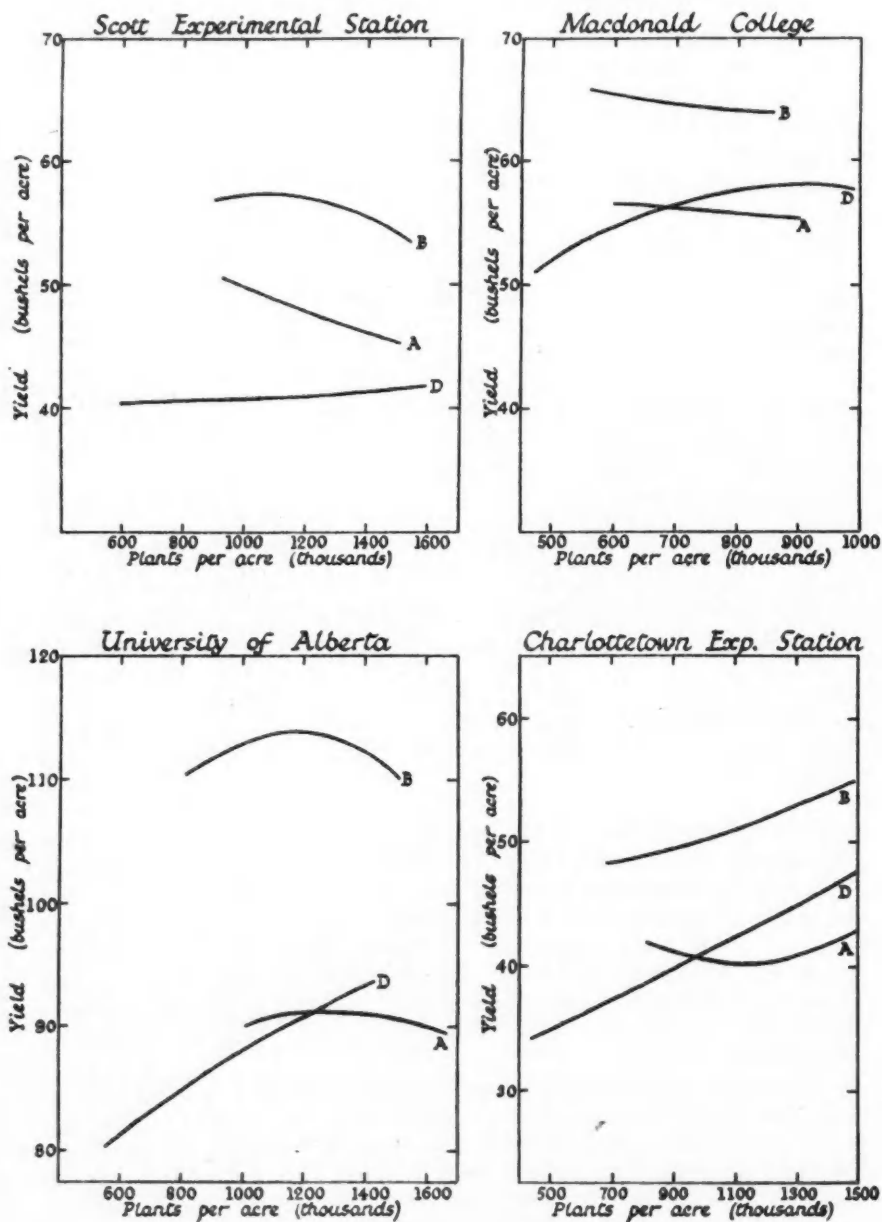 Scott Experimental Station
70
60
50
40
Yield (bushels per acre)
B
A
D
600 800 1000 1200 1400 1600
Plants per acre (thousands)
Macdonald College
70
60
50
40
Yield (bushels per acre)
B
D
A
500 600 700 800 900 1000
Plants per acre (thousands)
University of Alberta
120
110
100
90
80
Yield (bushels per acre)
B
D
A
600 800 1000 1200 1400 1600
Plants per acre (thousands)
Charlottetown Exp. Station
60
50
40
30
Yield (bushels per acre)
B
D
A
500 700 900 1100 1300 1500
Plants per acre (thousands)